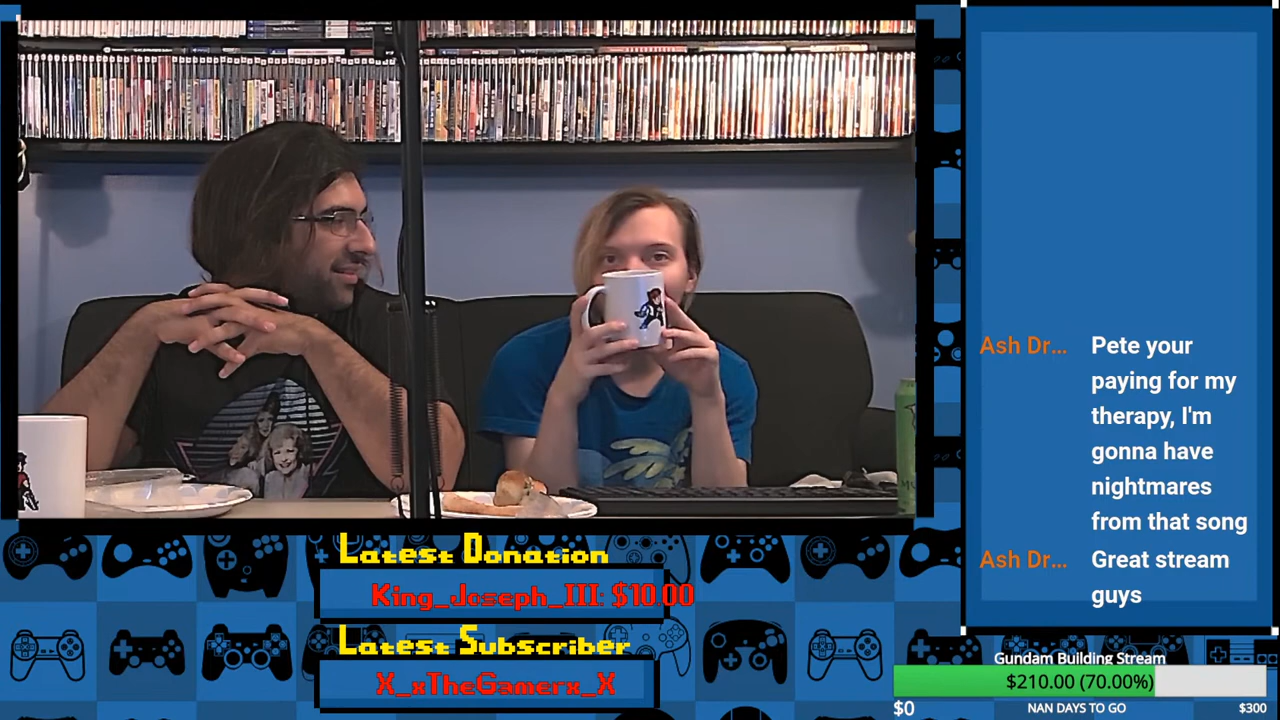 Ash Dr... Pete your
paying for my
therapy, I'm
gonna have
nightmares
from that song
Ash Dr... Great stream
guys
Latest Donation
King_Joseph_III: $10.00
Latest Subscriber
X_xTheGamerx_X
Gundam Building Stream
$210.00 (70.00%)
$0 NAN DAYS TO GO $300